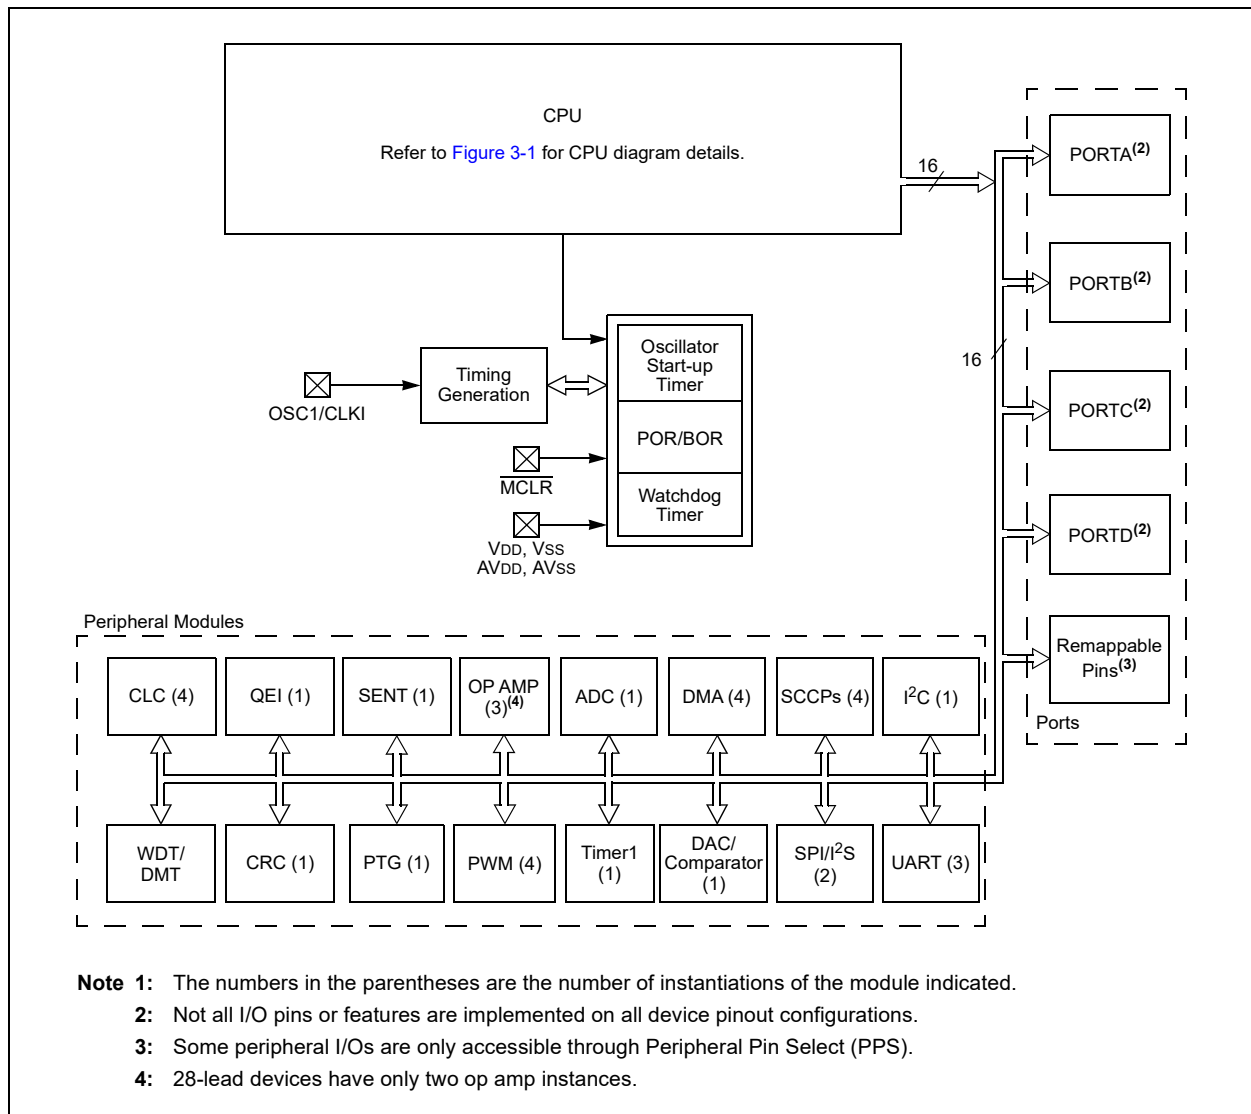 CPU
Refer to Figure 3-1 for CPU diagram details.
16
PORTA(2)
PORTB(2)
16
PORTC(2)
PORTD(2)
Remappable
Pins(3)
Ports
Oscillator
Start-up
Timer
POR/BOR
Watchdog
Timer
Timing
Generation
OSC1/CLKI
MCLR
VDD, VSS
AVDD, AVSS
Peripheral Modules
CLC (4)
QEI (1)
SENT (1)
OP AMP
(3)(4)
ADC (1)
DMA (4)
SCCPs (4)
I2C (1)
WDT/
DMT
CRC (1)
PTG (1)
PWM (4)
Timer1
(1)
DAC/
Comparator
(1)
SPI/I2S
(2)
UART (3)
Note 1: The numbers in the parentheses are the number of instantiations of the module indicated.
2: Not all I/O pins or features are implemented on all device pinout configurations.
3: Some peripheral I/Os are only accessible through Peripheral Pin Select (PPS).
4: 28-lead devices have only two op amp instances.